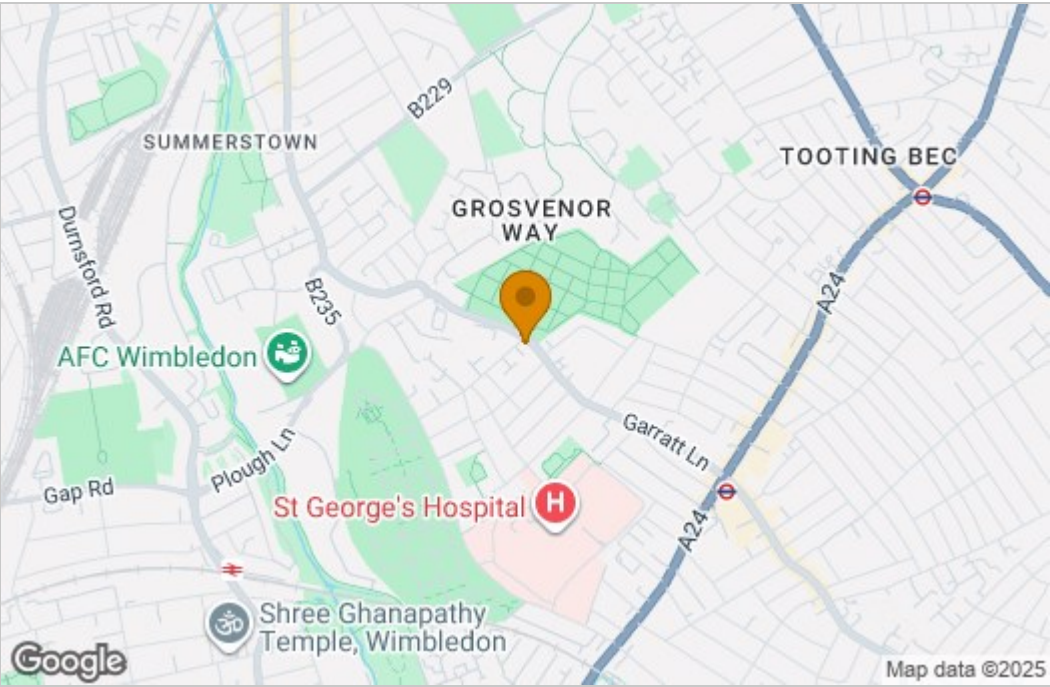 B229
SUMMERSTOWN
TOOTING BEC
GROSVENOR
WAY
Durnsford Rd
B235
A24
AFC Wimbledon
Garratt Ln
Plough Ln
Gap Rd
St George's Hospital
H
A24
Shree Ghanapathy
Temple, Wimbledon
Google
Map data ©2025